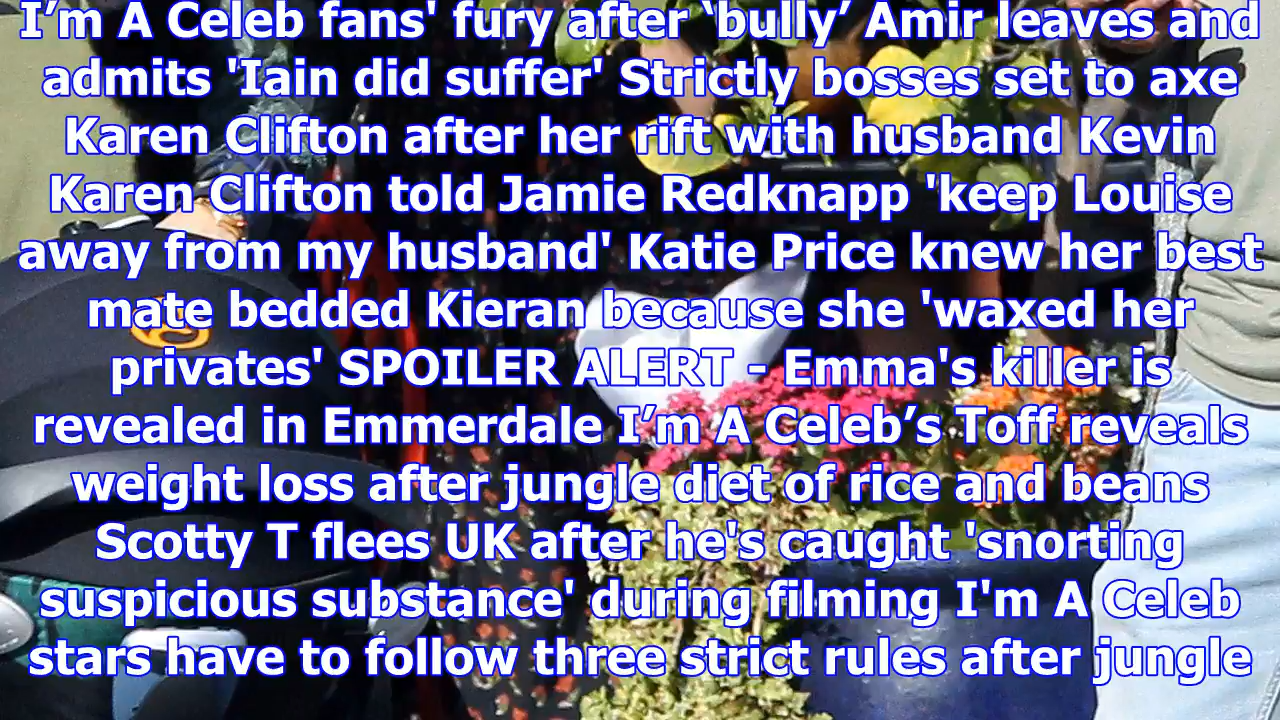 I’m A Celeb fans' fury after ‘bully’ Amir leaves and
admits 'Iain did suffer' Strictly bosses set to axe
Karen Clifton after her rift with husband Kevin
Karen Clifton told Jamie Redknapp 'keep Louise
away from my husband' Katie Price knew her best
mate bedded Kieran because she 'waxed her
privates' SPOILER ALERT - Emma's killer is
revealed in Emmerdale I’m A Celeb’s Toff reveals
weight loss after jungle diet of rice and beans
Scotty T flees UK after he's caught 'snorting
suspicious substance' during filming I'm A Celeb
stars have to follow three strict rules after jungle